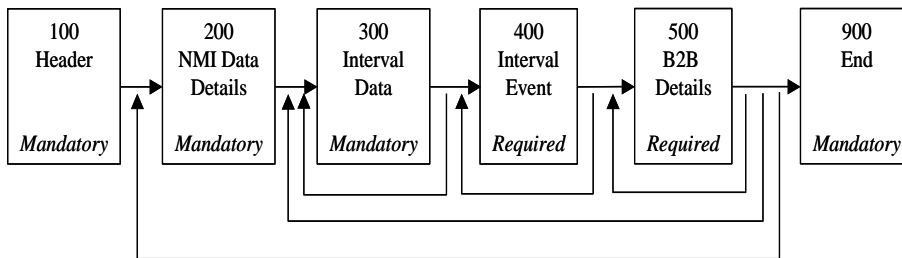 100
Header
Mandatory
200
NMI Data
Details
Mandatory
300
Interval
Data
Mandatory
400
Interval
Event
Required
500
B2B
Details
Required
900
End
Mandatory